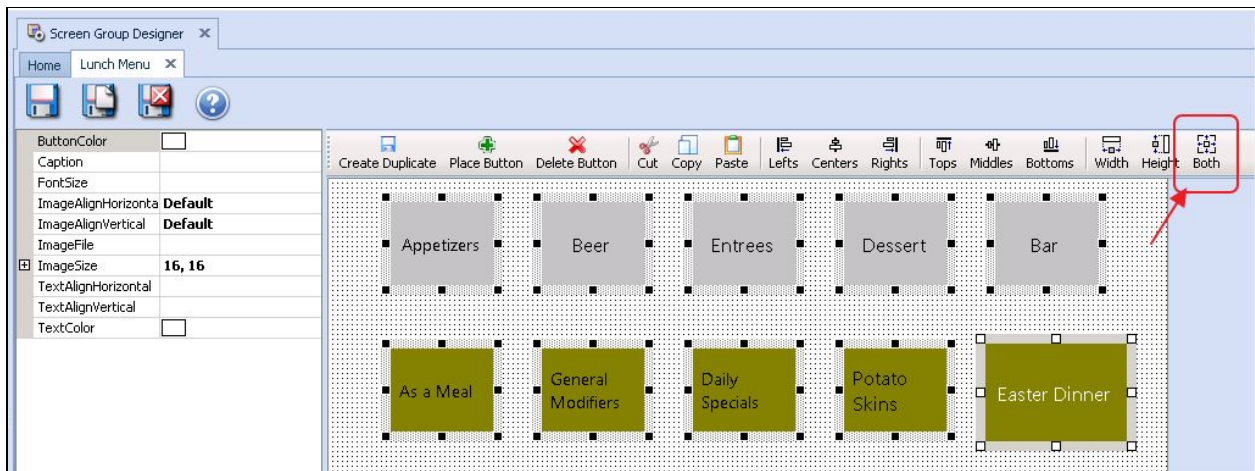 Screen Group Designer
Home Lunch Menu
ButtonColor
Caption
FontSize
ImageAlignHorizonta Default
ImageAlignVertical Default
ImageFile
ImageSize 16, 16
TextAlignHorizontal
TextAlignVertical
TextColor
Create Duplicate Place Button Delete Button Cut Copy Paste Lefts Centers Rights Tops Middles Bottoms Width Height Both
Appetizers Beer Entrees Dessert Bar
As a Meal
General
Modifiers
Daily
Specials
Potato
Skins
Easter Dinner